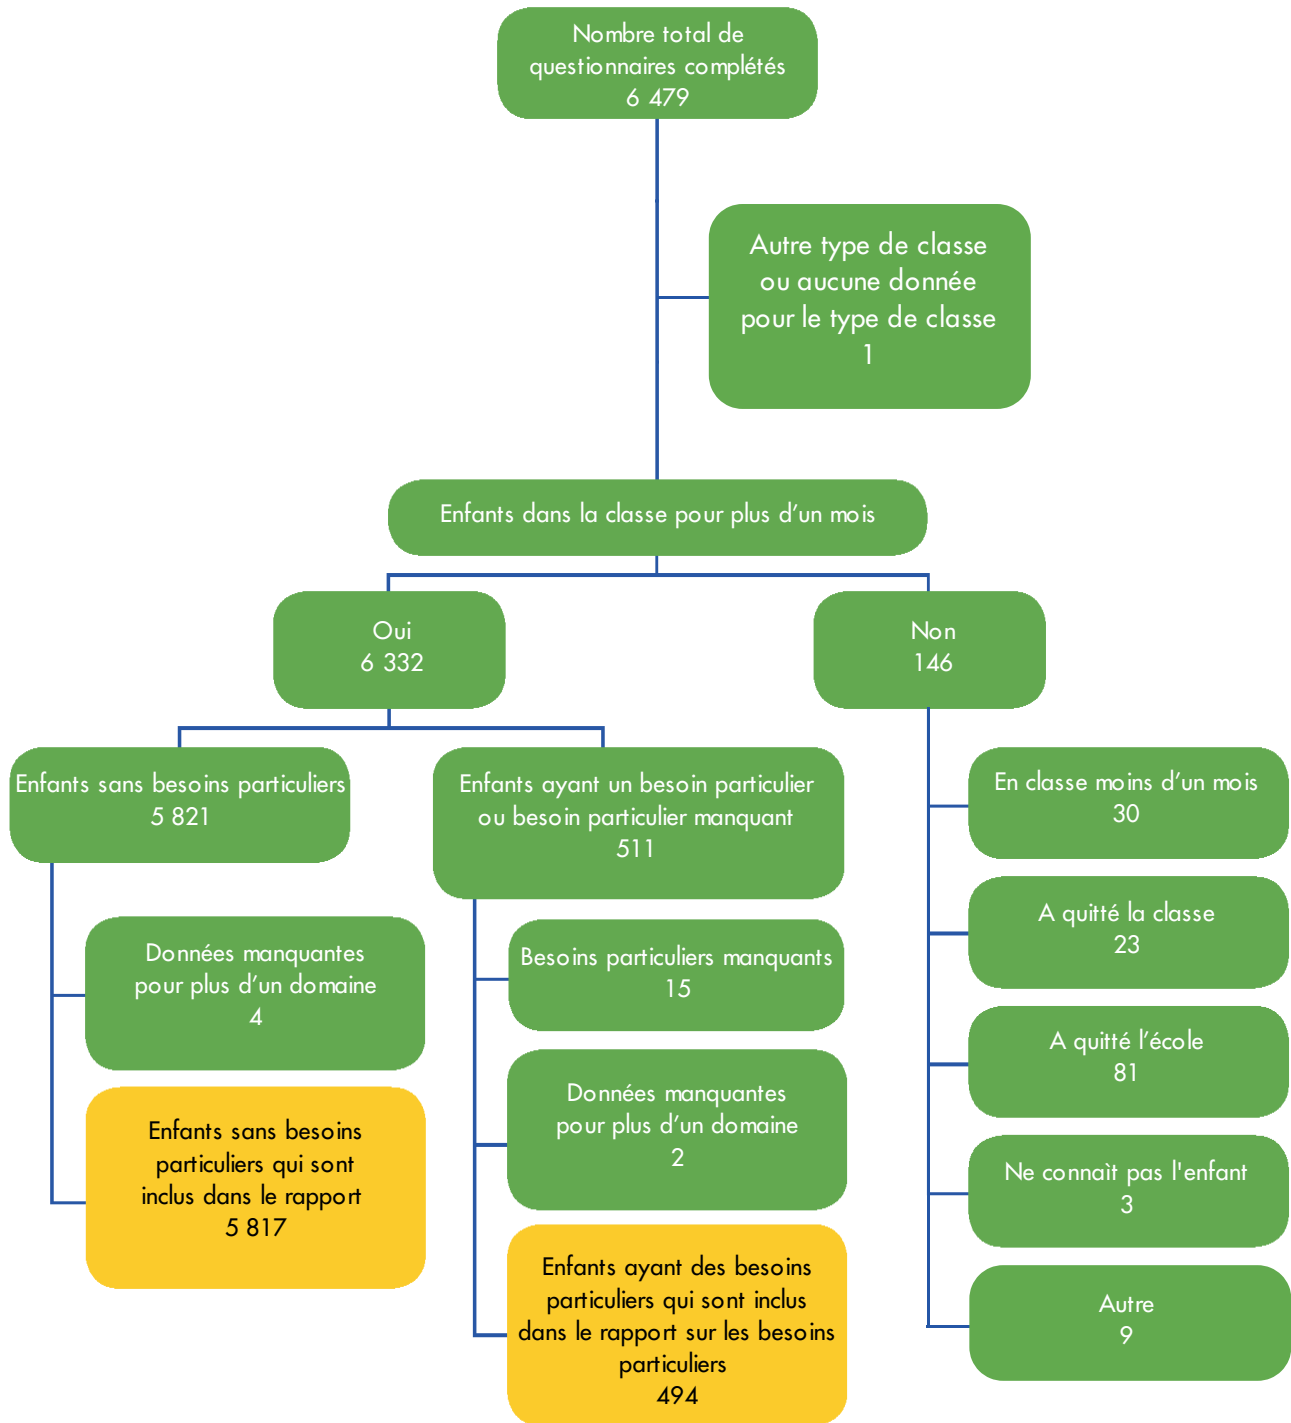 Nombre total de
questionnaires complétés
6 479
Autre type de classe
ou aucune donnée
pour le type de classe
1
Enfants dans la classe pour plus d’un mois
Oui
6 332
Non
146
Enfants sans besoins particuliers
5 821
Données manquantes
pour plus d’un domaine
4
Enfants sans besoins
particuliers qui sont
inclus dans le rapport
5 817
Enfants ayant un besoin particulier
ou besoin particulier manquant
511
Besoins particuliers manquants
15
Données manquantes
pour plus d’un domaine
2
Enfants ayant des besoins
particuliers qui sont inclus
dans le rapport sur les besoins
particuliers
494
En classe moins d’un mois
30
A quitté la classe
23
A quitté l’école
81
Ne connaìt pas l'enfant
3
Autre
9